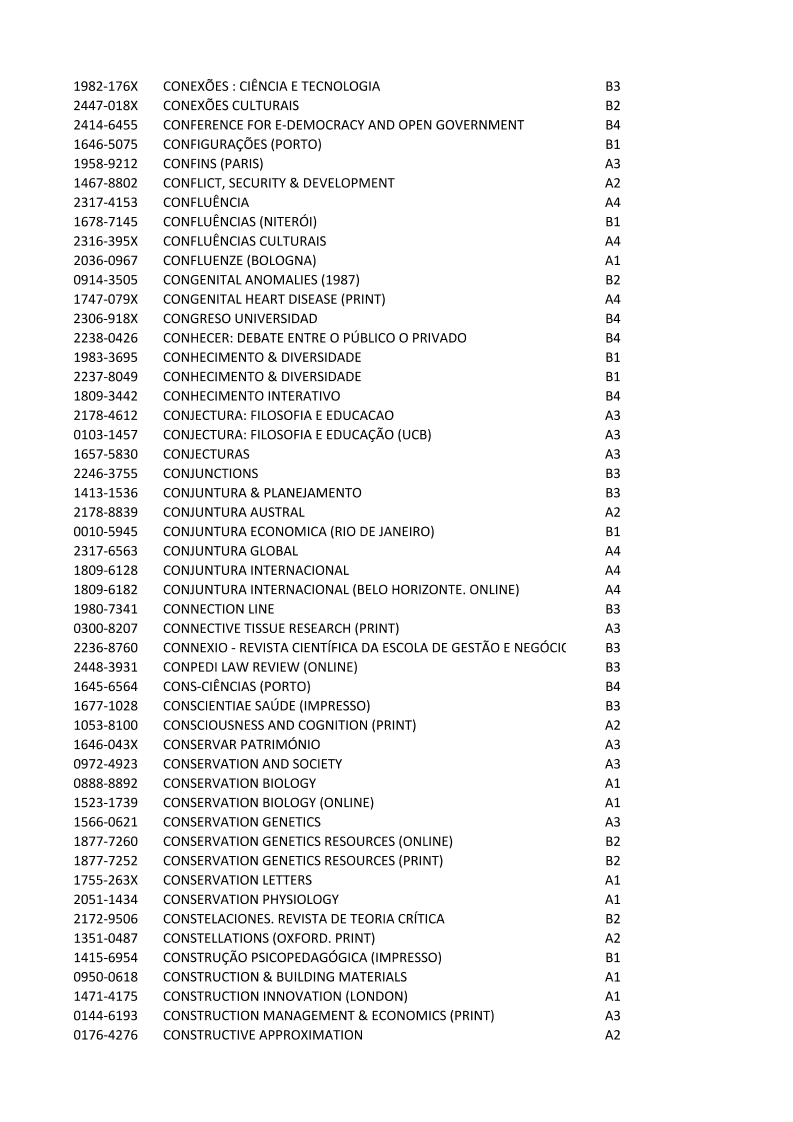 1982-176X CONEXÕES : CIÊNCIA E TECNOLOGIA B3
2447-018X CONEXÕES CULTURAIS B2
2414-6455 CONFERENCE FOR E-DEMOCRACY AND OPEN GOVERNMENT B4
1646-5075 CONFIGURAÇÕES (PORTO) B1
1958-9212 CONFINS (PARIS) A3
1467-8802 CONFLICT, SECURITY & DEVELOPMENT A2
2317-4153 CONFLUÊNCIA A4
1678-7145 CONFLUÊNCIAS (NITERÓI) B1
2316-395X CONFLUÊNCIAS CULTURAIS A4
2036-0967 CONFLUENZE (BOLOGNA) A1
0914-3505 CONGENITAL ANOMALIES (1987) B2
1747-079X CONGENITAL HEART DISEASE (PRINT) A4
2306-918X CONGRESO UNIVERSIDAD B4
2238-0426 CONHECER: DEBATE ENTRE O PÚBLICO O PRIVADO B4
1983-3695 CONHECIMENTO & DIVERSIDADE B1
2237-8049 CONHECIMENTO & DIVERSIDADE B1
1809-3442 CONHECIMENTO INTERATIVO B4
2178-4612 CONJECTURA: FILOSOFIA E EDUCACAO A3
0103-1457 CONJECTURA: FILOSOFIA E EDUCAÇÃO (UCB) A3
1657-5830 CONJECTURAS A3
2246-3755 CONJUNCTIONS B3
1413-1536 CONJUNTURA & PLANEJAMENTO B3
2178-8839 CONJUNTURA AUSTRAL A2
0010-5945 CONJUNTURA ECONOMICA (RIO DE JANEIRO) B1
2317-6563 CONJUNTURA GLOBAL A4
1809-6128 CONJUNTURA INTERNACIONAL A4
1809-6182 CONJUNTURA INTERNACIONAL (BELO HORIZONTE. ONLINE) A4
1980-7341 CONNECTION LINE B3
0300-8207 CONNECTIVE TISSUE RESEARCH (PRINT) A3
2236-8760 CONNEXIO - REVISTA CIENTÍFICA DA ESCOLA DE GESTÃO E NEGÓCIC B3
2448-3931 CONPEDI LAW REVIEW (ONLINE) B3
1645-6564 CONS-CIÊNCIAS (PORTO) B4
1677-1028 CONSCIENTIAE SAÚDE (IMPRESSO) B3
1053-8100 CONSCIOUSNESS AND COGNITION (PRINT) A2
1646-043X CONSERVAR PATRIMÓNIO A3
0972-4923 CONSERVATION AND SOCIETY A3
0888-8892 CONSERVATION BIOLOGY A1
1523-1739 CONSERVATION BIOLOGY (ONLINE) A1
1566-0621 CONSERVATION GENETICS A3
1877-7260 CONSERVATION GENETICS RESOURCES (ONLINE) B2
1877-7252 CONSERVATION GENETICS RESOURCES (PRINT) B2
1755-263X CONSERVATION LETTERS A1
2051-1434 CONSERVATION PHYSIOLOGY A1
2172-9506 CONSTELACIONES. REVISTA DE TEORIA CRÍTICA B2
1351-0487 CONSTELLATIONS (OXFORD. PRINT) A2
1415-6954 CONSTRUÇÃO PSICOPEDAGÓGICA (IMPRESSO) B1
0950-0618 CONSTRUCTION & BUILDING MATERIALS A1
1471-4175 CONSTRUCTION INNOVATION (LONDON) A1
0144-6193 CONSTRUCTION MANAGEMENT & ECONOMICS (PRINT) A3
0176-4276 CONSTRUCTIVE APPROXIMATION A2